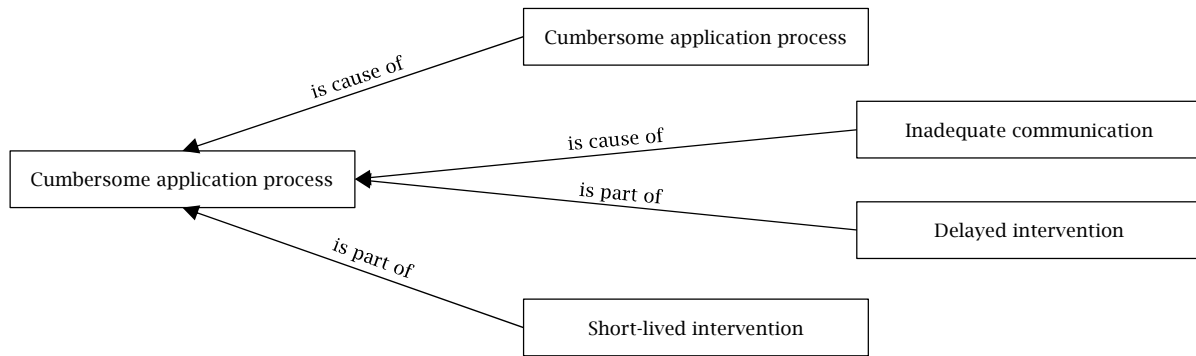 Cumbersome application process
is cause of
Inadequate communication
is cause of
Cumbersome application process
is part of
Delayed intervention
is part of
Short-lived intervention